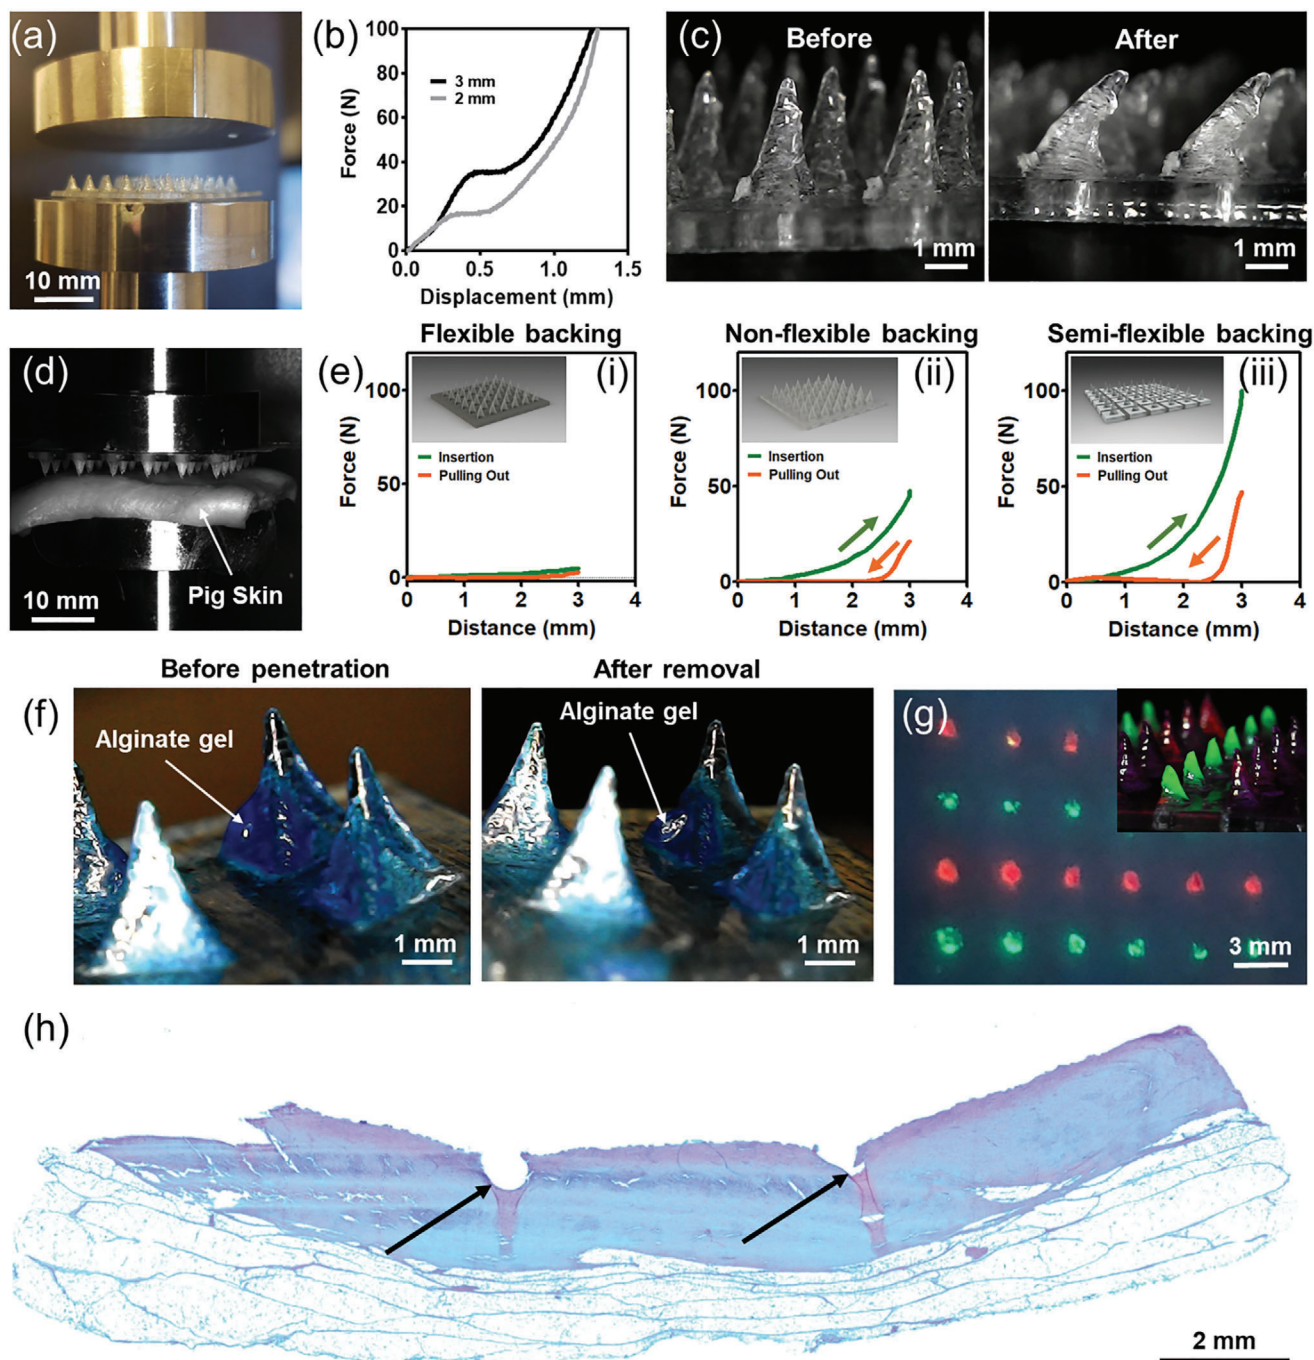 (a)
10 mm
(b)
100
80
60
40
20
0
Force (N)
3 mm
2 mm
0.0 0.5 1.0 1.5
Displacement (mm)
(c)
Before
1 mm
After
1 mm
(d)
Pig Skin
10 mm
(e)
Flexible backing
(i)
100
50
0
Force (N)
Insertion
Pulling Out
0 1 2 3 4
Distance (mm)
Non-flexible backing
(ii)
100
50
0
Force (N)
Insertion
Pulling Out
0 1 2 3 4
Distance (mm)
Semi-flexible backing
(iii)
100
50
0
Force (N)
Insertion
Pulling Out
0 1 2 3 4
Distance (mm)
(f)
Before penetration
Alginate gel
1 mm
After removal
Alginate gel
1 mm
(g)
3 mm
(h)
2 mm